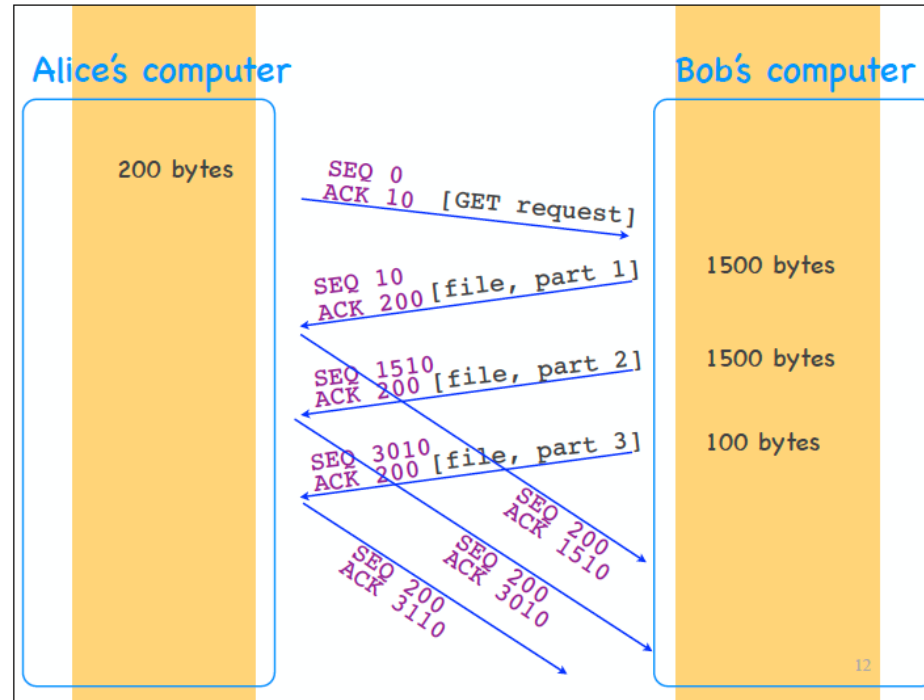 Alice's computer
Bob's computer
200 bytes
SEQ 0
ACK 10 [GET request]
1500 bytes
SEQ 10
ACK 200 [file, part 1]
1500 bytes
SEQ 1510
ACK 200 [file, part 2]
100 bytes
SEQ 3010
ACK 200 [file, part 3]
SEQ 200
ACK 1510
SEQ 200
ACK 3010
SEQ 200
ACK 3110
12